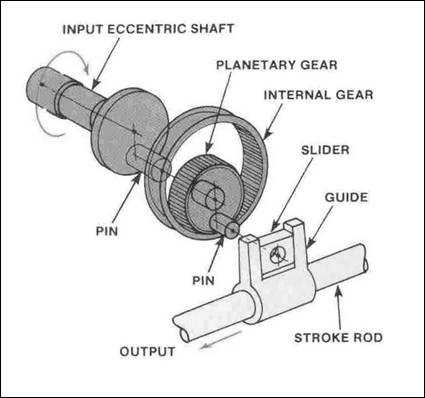 INPUT ECCENTRIC SHAFT
PLANETARY GEAR
INTERNAL GEAR
SLIDER
GUIDE
PIN
PIN
STROKE ROD
OUTPUT